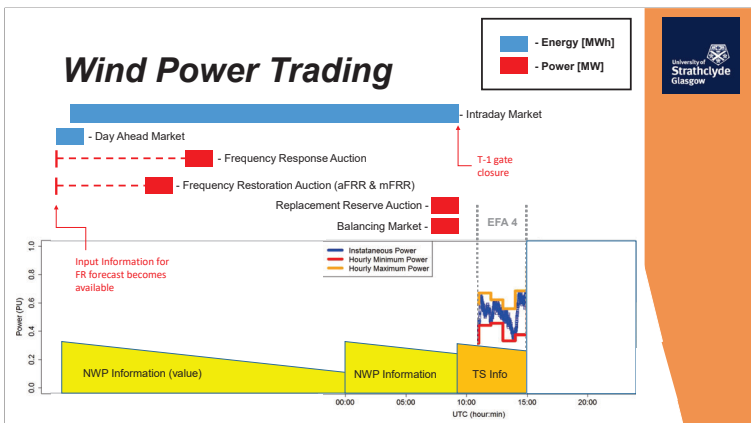 Wind Power Trading
- Energy [MWh]
- Power [MW]
University of
Strathclyde
Glasgow
- Intraday Market
- Day Ahead Market
- Frequency Response Auction
T-1 gate
closure
- Frequency Restoration Auction (aFRR & mFRR)
Replacement Reserve Auction -
Balancing Market -
EFA 4
Input Information for
FR forecast becomes
available
Instataneous Power
Hourly Minimum Power
Hourly Maximum Power
Power (PU)
1.0
0.8
0.6
0.4
0.2
0.0
NWP Information (value)
NWP Information
TS Info
00:00 05:00 10:00 15:00 20:00
UTC (hour:min)